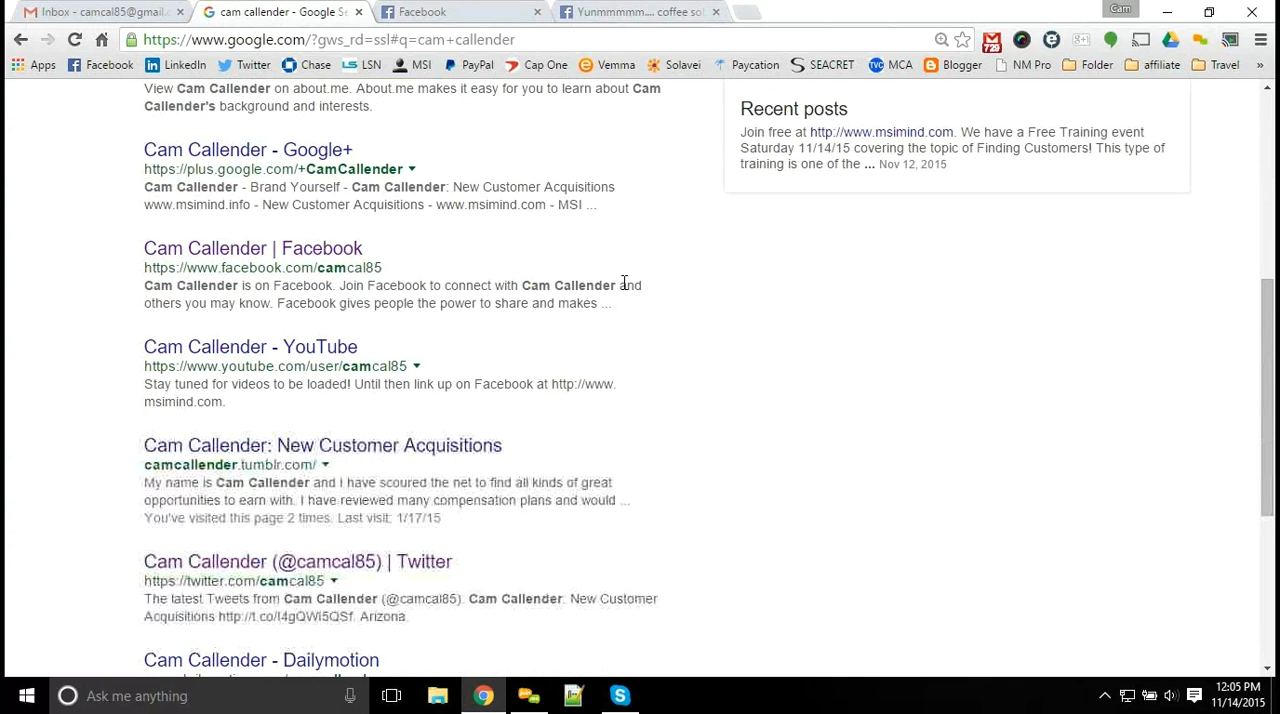 Inbox - camcal85@gmail.
cam callender - Google Se
Facebook
Yunmmmmm.... coffee so
Cam
https://www.google.com/?gws_rd=ssl#q=cam+callender
725
Apps Facebook LinkedIn Twitter Chase LSN MSI PayPal Cap One Vemma Solavei Paycation SEACRET MCA Blogger NM Pro Folder affiliate Travel »
View Cam Callender on about.me. About.me makes it easy for you to learn about Cam
Callender's background and interests.
Cam Callender - Google+
https://plus.google.com/+CamCallender
Cam Callender - Brand Yourself - Cam Callender: New Customer Acquisitions
www.msimind.info - New Customer Acquisitions - www.msimind.com - MSI ...
Cam Callender | Facebook
https://www.facebook.com/camcal85
Cam Callender is on Facebook. Join Facebook to connect with Cam Callender and
others you may know. Facebook gives people the power to share and makes ...
Cam Callender - YouTube
https://www.youtube.com/user/camcal85
Stay tuned for videos to be loaded! Until then link up on Facebook at http://www.
msimind.com.
Cam Callender: New Customer Acquisitions
camcallender.tumblr.com/
My name is Cam Callender and I have scoured the net to find all kinds of great
opportunities to earn with. I have reviewed many compensation plans and would ...
You've visited this page 2 times. Last visit: 1/17/15
Cam Callender (@camcal85) | Twitter
https://twitter.com/camcal85
The latest Tweets from Cam Callender (@camcal85). Cam Callender: New Customer
Acquisitions http://t.co/I4gQWI5QSf. Arizona
Cam Callender - Dailymotion
Recent posts
Join free at http://www.msimind.com. We have a Free Training event
Saturday 11/14/15 covering the topic of Finding Customers! This type of
training is one of the ... Nov 12, 2015
Ask me anything
12:05 PM
11/14/2015